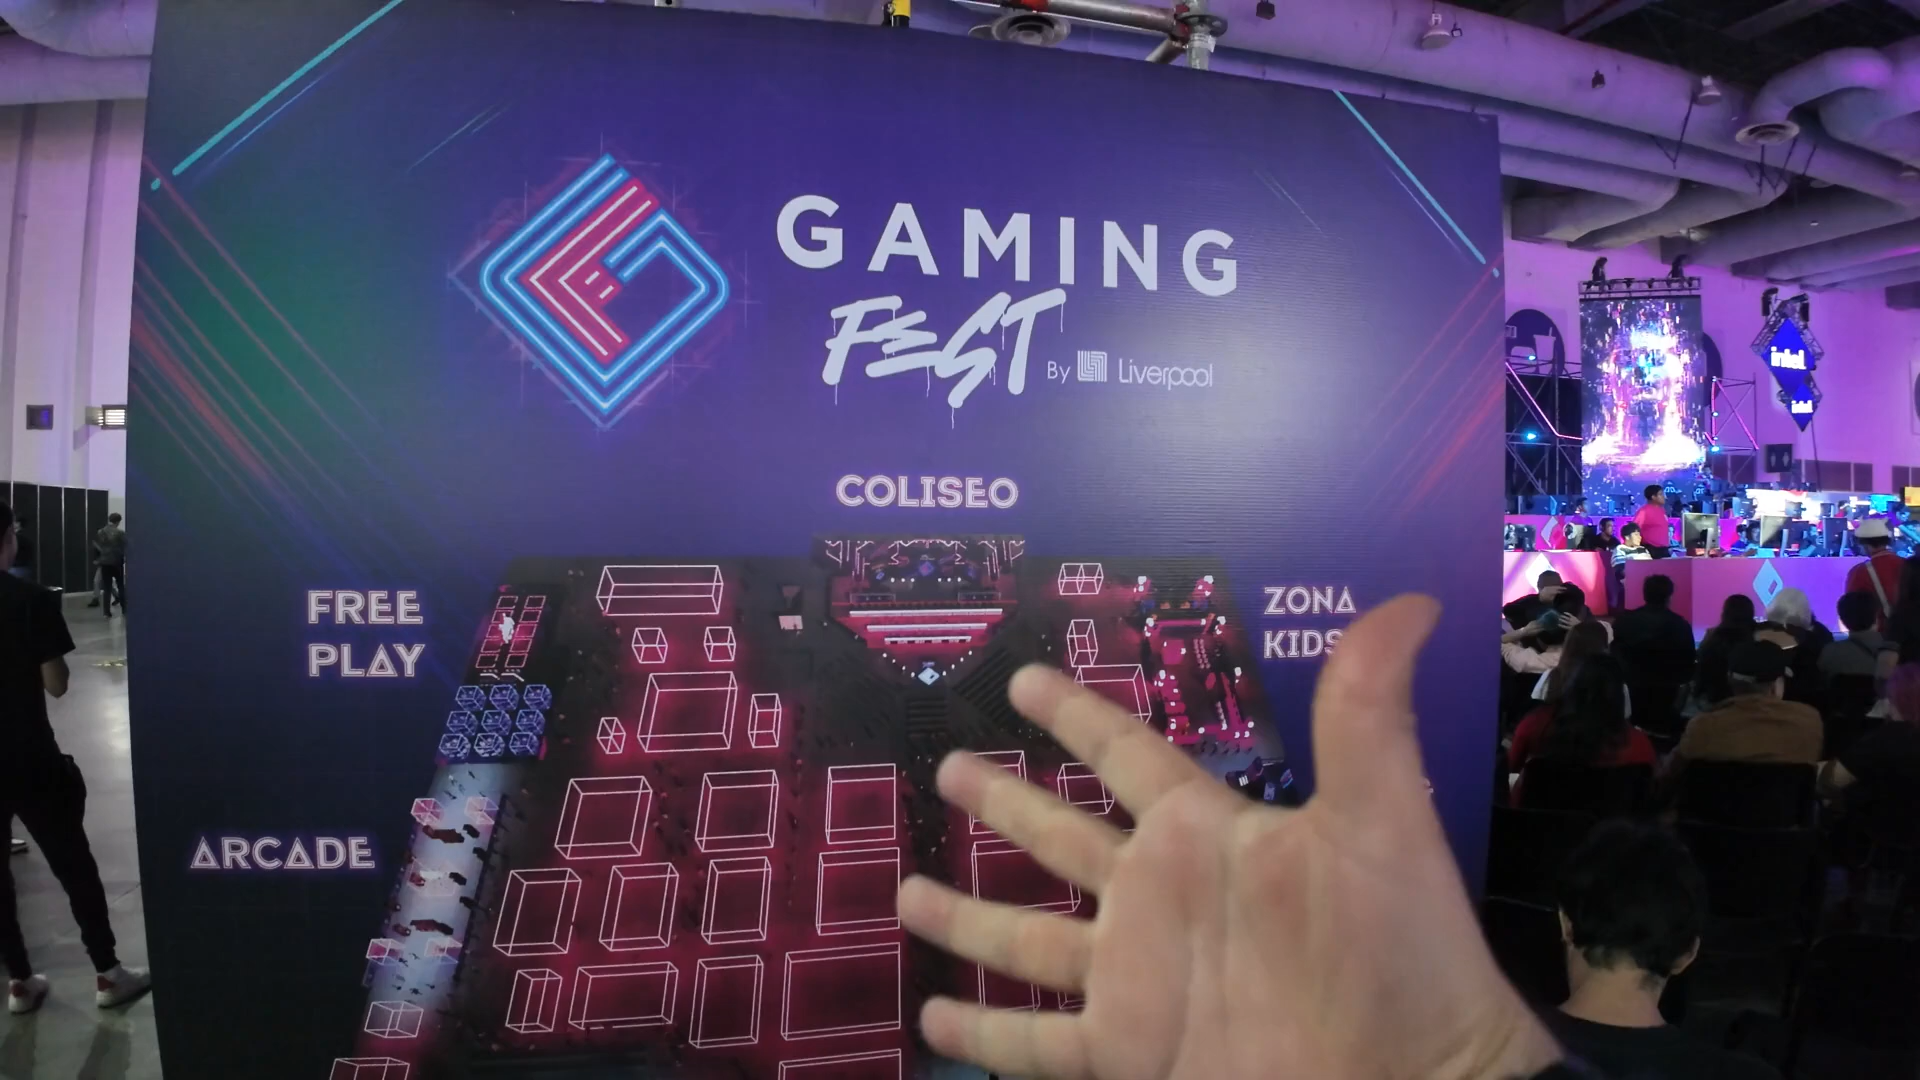 GAMING
FEST
By Liverpool
COLISEO
FREE
PLAY
ZONA
KIDS
ARCADE
intel
intel